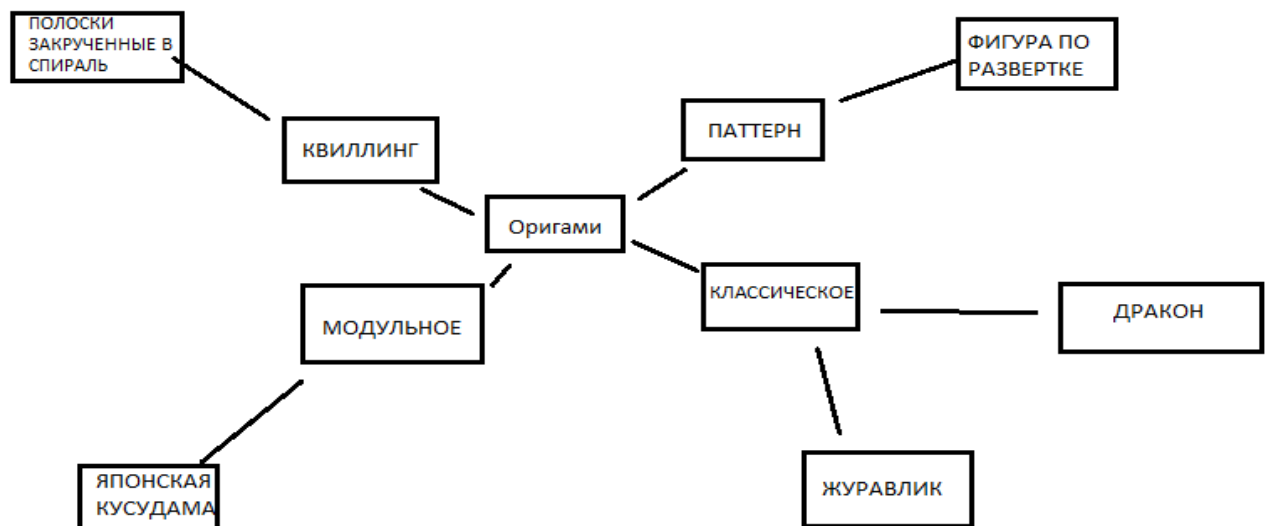 ПОЛОСКИ
ЗАКРУЧЕННЫЕ В
СПИРАЛЬ
ФИГУРА ПО
РАЗВЕРТКЕ
ПАТТЕРН
КВИЛЛИНГ
Оригами
КЛАССИЧЕСКОЕ
ДРАКОН
МОДУЛЬНОЕ
ЯПОНСКАЯ
КУСУДАМА
ЖУРАВЛИК